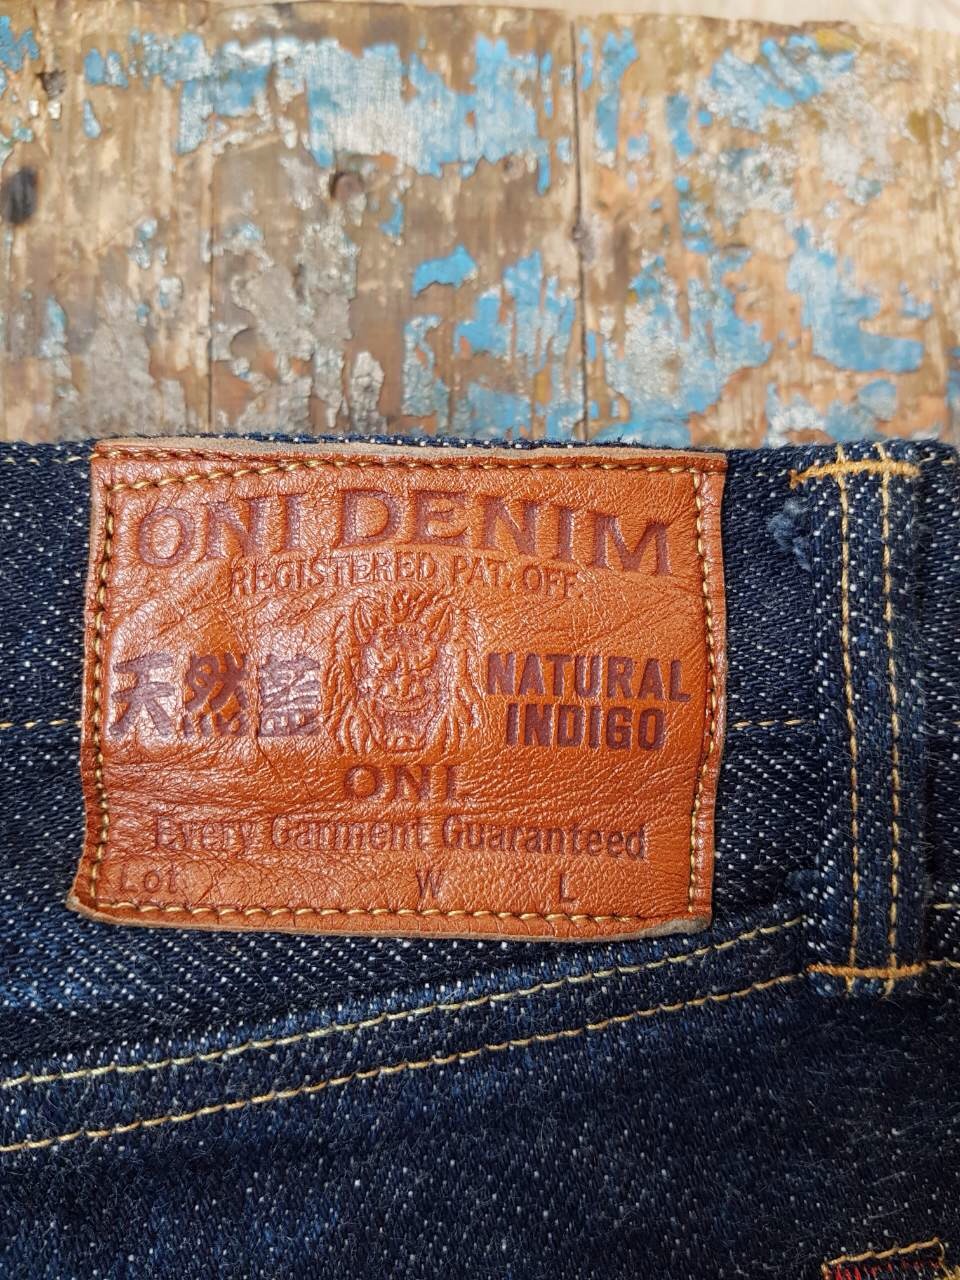 ONI DENIM
REGISTERED PAT. OFF.
天然藍
NATURAL
INDIGO
ONI.
Every Garment Guaranteed
Lot. W L